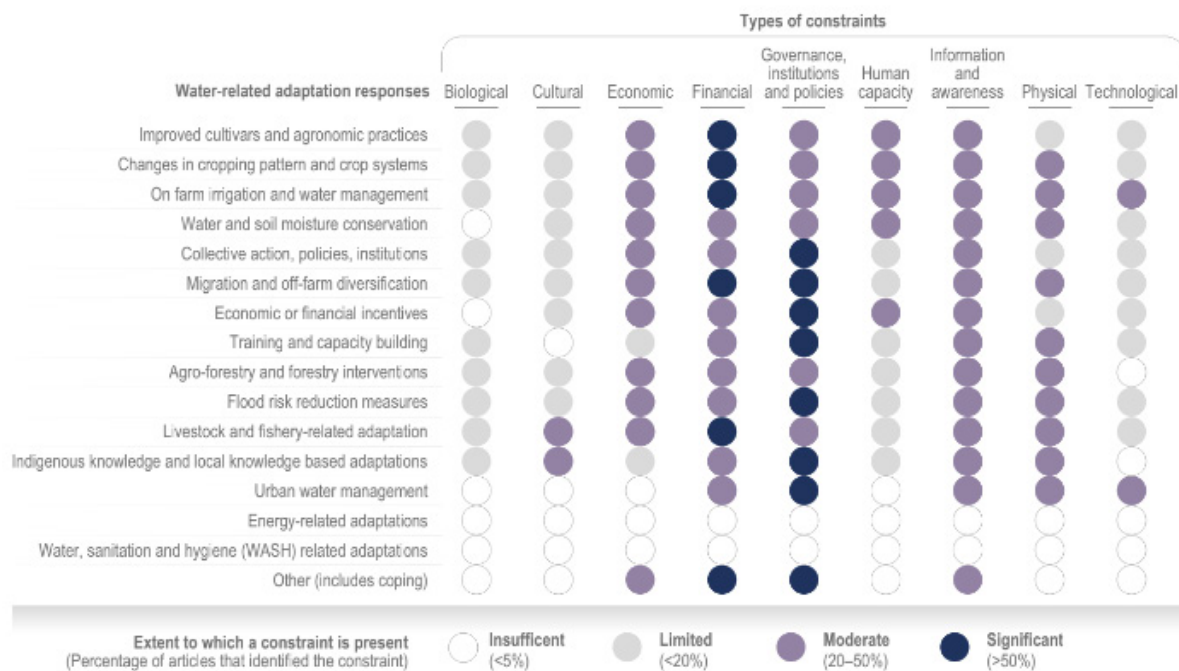 Types of constraints
Governance,
Information
institutions
Human
and
Water-related adaptation responses Biological Cultural Economic Financial and policies capacity awareness Physical Technological
Improved cultivars and agronomic practices
Changes in cropping pattern and crop systems
On farm irrigation and water management
Water and soil moisture conservation
Collective action, policies, institutions
Migration and off-farm diversification
Economic or financial incentives
Training and capacity building
Agro-forestry and forestry interventions
Flood risk reduction measures
Livestock and fishery-related adaptation
Indigenous knowledge and local knowledge based adaptations
Urban water management
Energy-related adaptations
Water, sanitation and hygiene (WASH) related adaptations
Other (includes coping)
Extent to which a constraint is present
(Percentage of articles that identified the constraint)
Insufficent
(<5%)
Limited
(<20%)
Moderate
(20–50%)
Significant
(>50%)